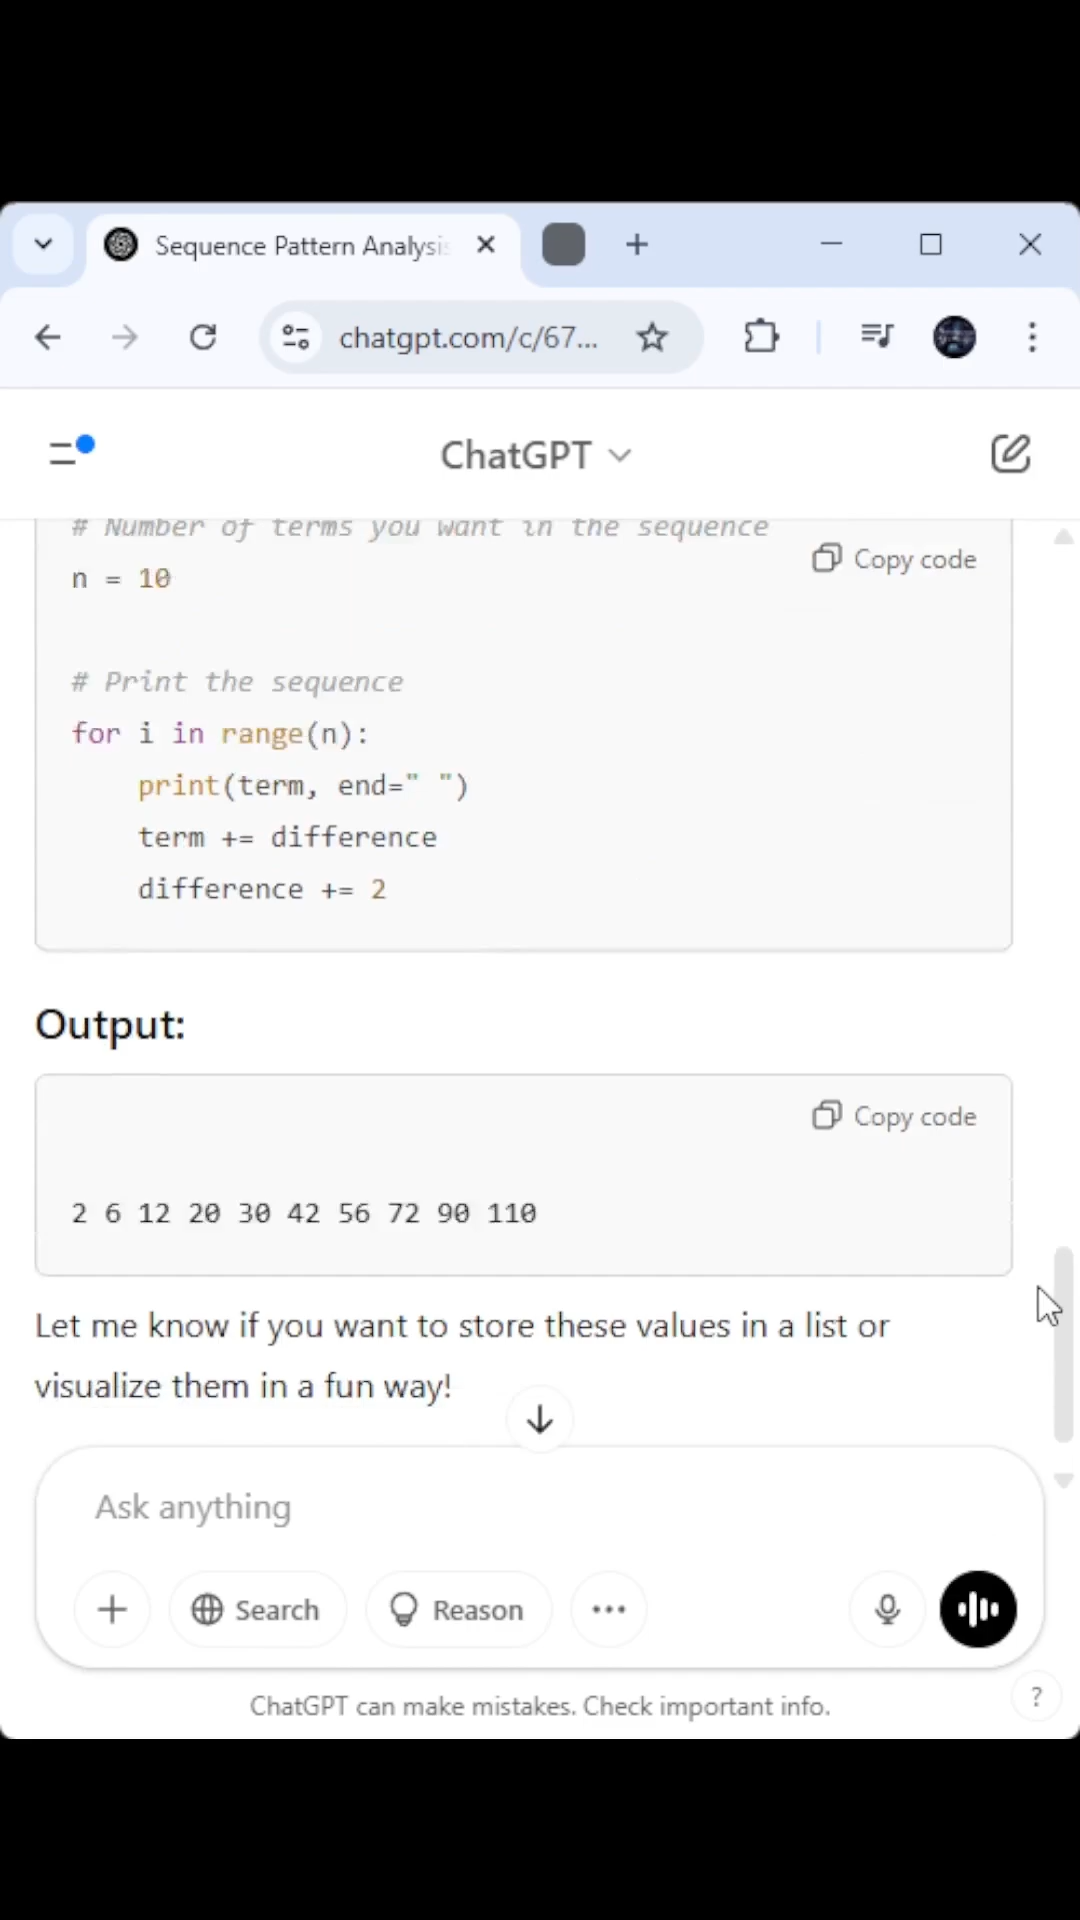 Sequence Pattern Analysis
chatgpt.com/c/67...
ChatGPT
# Number of terms you want in the sequence
Copy code
n = 10
# Print the sequence
for i in range(n):
    print(term, end=" ")
    term += difference
    difference += 2
Output:
Copy code
2 6 12 20 30 42 56 72 90 110
Let me know if you want to store these values in a list or
visualize them in a fun way!
Ask anything
Search
Reason
ChatGPT can make mistakes. Check important info.
?